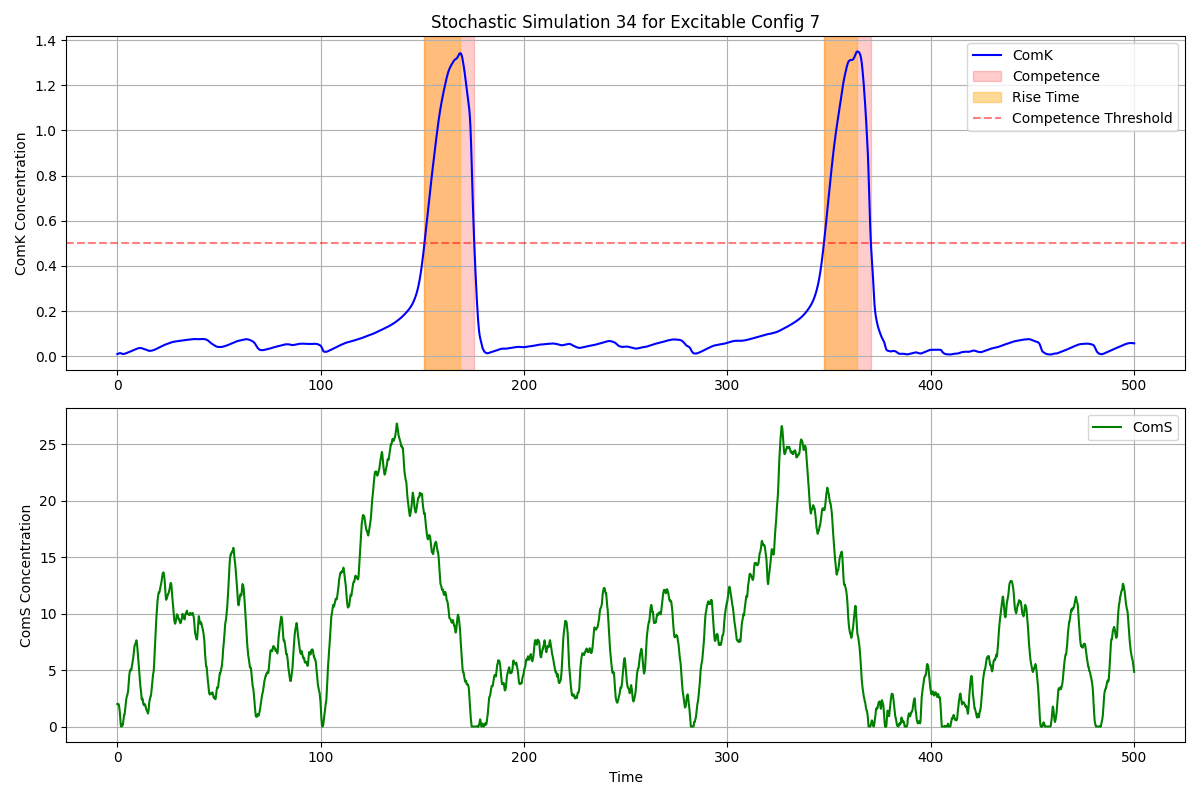 Stochastic Simulation 34 for Excitable Config 7
ComK Concentration
1.4
1.2
1.0
0.8
0.6
0.4
0.2
0.0
ComK
Competence
Rise Time
Competence Threshold
0 100 200 300 400 500
ComS Concentration
25
20
15
10
5
0
ComS
0 100 200 300 400 500
Time